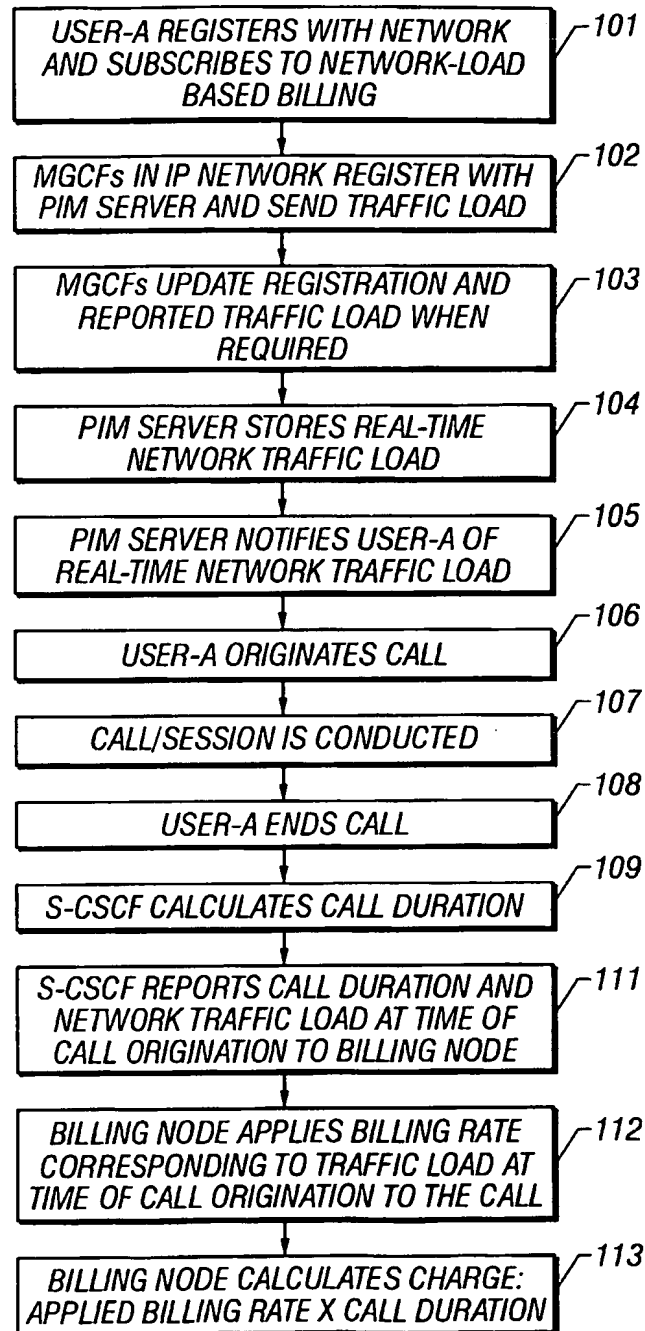 USER-A REGISTERS WITH NETWORK
AND SUBSCRIBES TO NETWORK-LOAD
BASED BILLING
101
MGCFs IN IP NETWORK REGISTER WITH
PIM SERVER AND SEND TRAFFIC LOAD
102
MGCFs UPDATE REGISTRATION AND
REPORTED TRAFFIC LOAD WHEN
REQUIRED
103
PIM SERVER STORES REAL-TIME
NETWORK TRAFFIC LOAD
104
PIM SERVER NOTIFIES USER-A OF
REAL-TIME NETWORK TRAFFIC LOAD
105
USER-A ORIGINATES CALL
106
CALL/SESSION IS CONDUCTED
107
USER-A ENDS CALL
108
S-CSCF CALCULATES CALL DURATION
109
S-CSCF REPORTS CALL DURATION AND
NETWORK TRAFFIC LOAD AT TIME OF
CALL ORIGINATION TO BILLING NODE
111
BILLING NODE APPLIES BILLING RATE
CORRESPONDING TO TRAFFIC LOAD AT
TIME OF CALL ORIGINATION TO THE CALL
112
BILLING NODE CALCULATES CHARGE:
APPLIED BILLING RATE X CALL DURATION
113